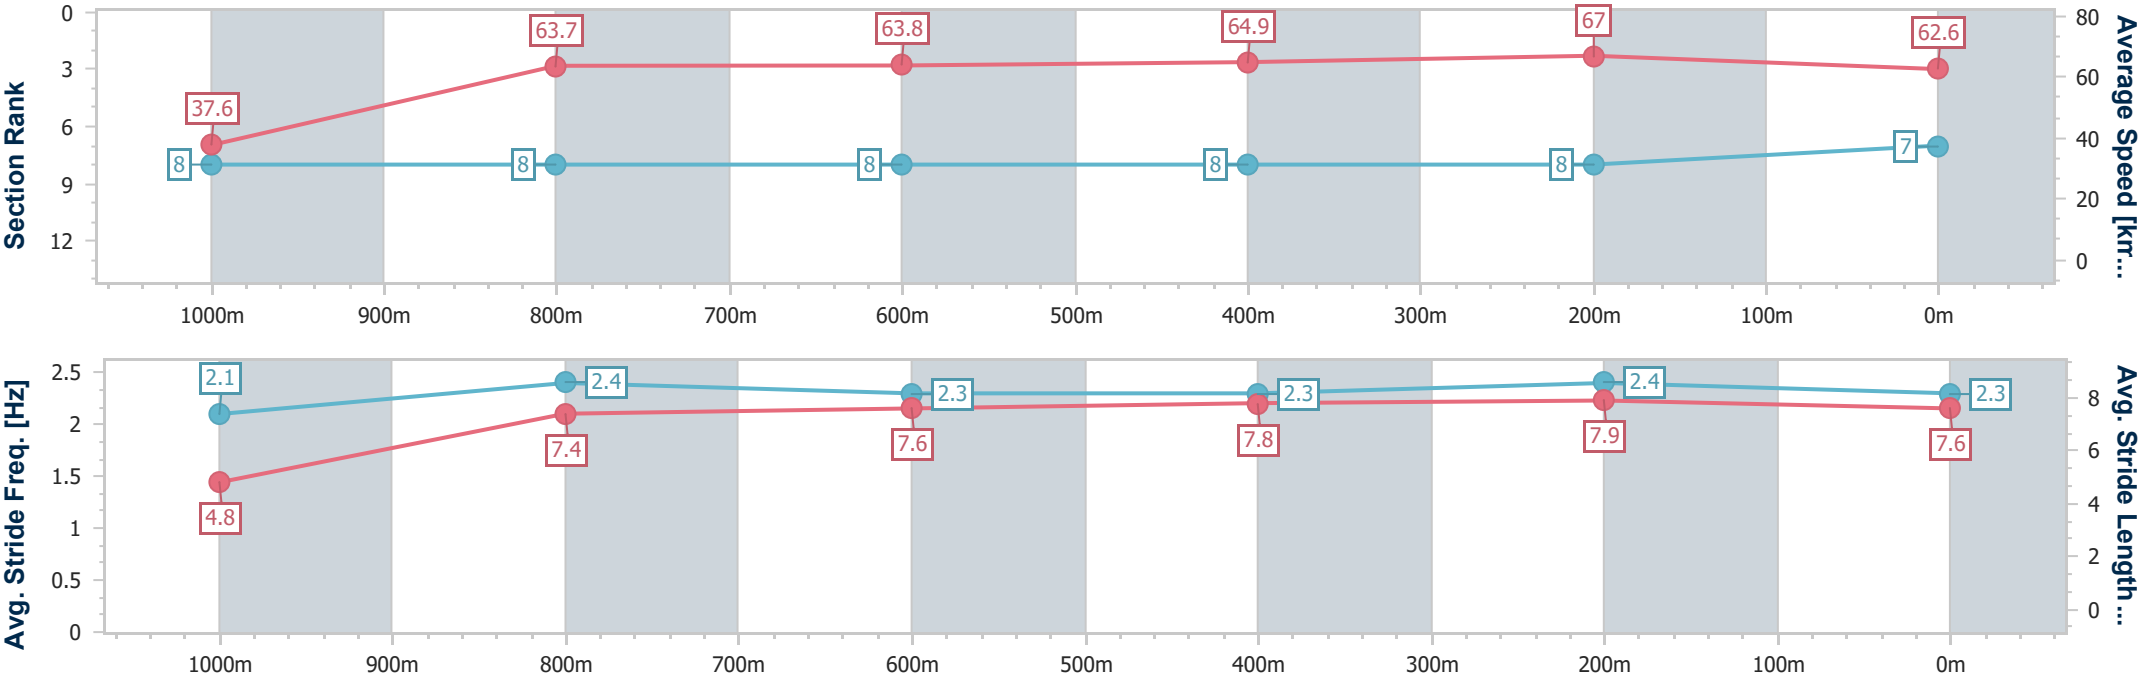 Section Rank
0
3
6
9
12
37.6
63.7
63.8
64.9
67
62.6
8
8
8
8
8
7
80
60
40
20
0
Average Speed [km...
1000m
900m
800m
700m
600m
500m
400m
300m
200m
100m
0m
Avg. Stride Freq. [Hz]
2.5
2
1.5
1
0.5
0
2.1
2.4
2.3
2.3
2.4
2.3
4.8
7.4
7.6
7.8
7.9
7.6
8
6
4
2
0
Avg. Stride Length...
1000m
900m
800m
700m
600m
500m
400m
300m
200m
100m
0m